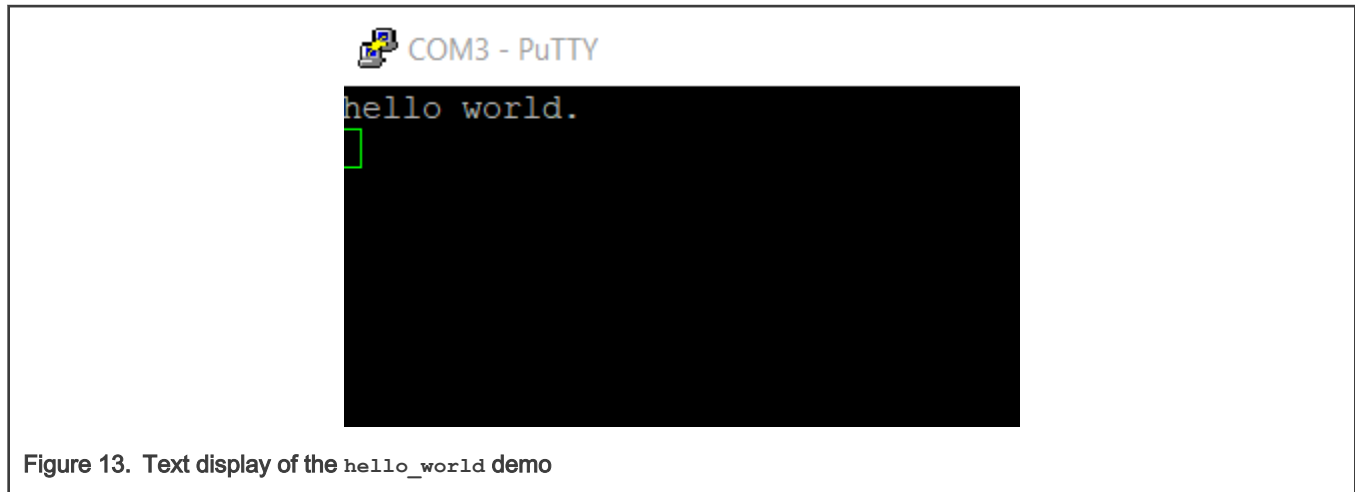 COM3 - PuTTY
hello world.
Figure 13. Text display of the hello_world demo